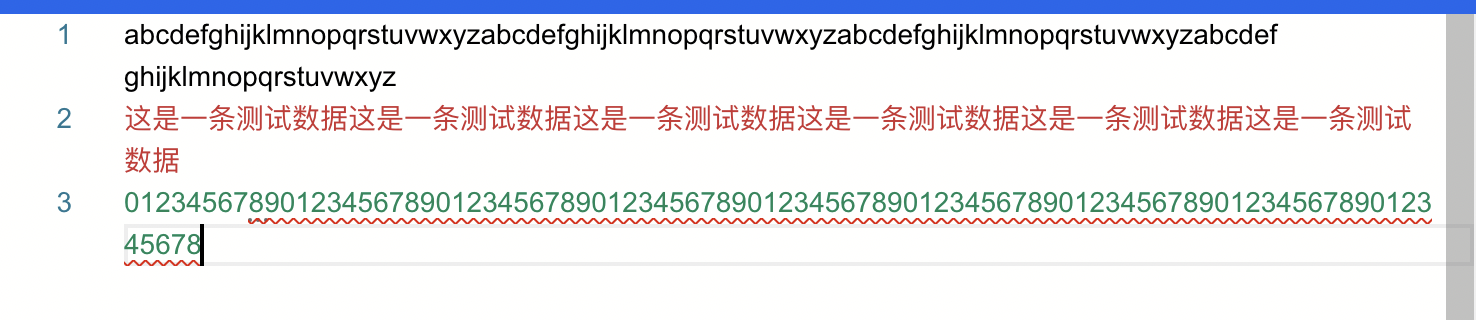 1 abcdefghijklmnopqrstuvwxyzabcdefghijklmnopqrstuvwxyzabcdefghijklmnopqrstuvwxyzabcdef
ghijklmnopqrstuvwxyz
2 这是一条测试数据这是一条测试数据这是一条测试数据这是一条测试数据这是一条测试数据这是一条测试
数据
3 012345678901234567890123456789012345678901234567890123456789012345678901234567890123
45678